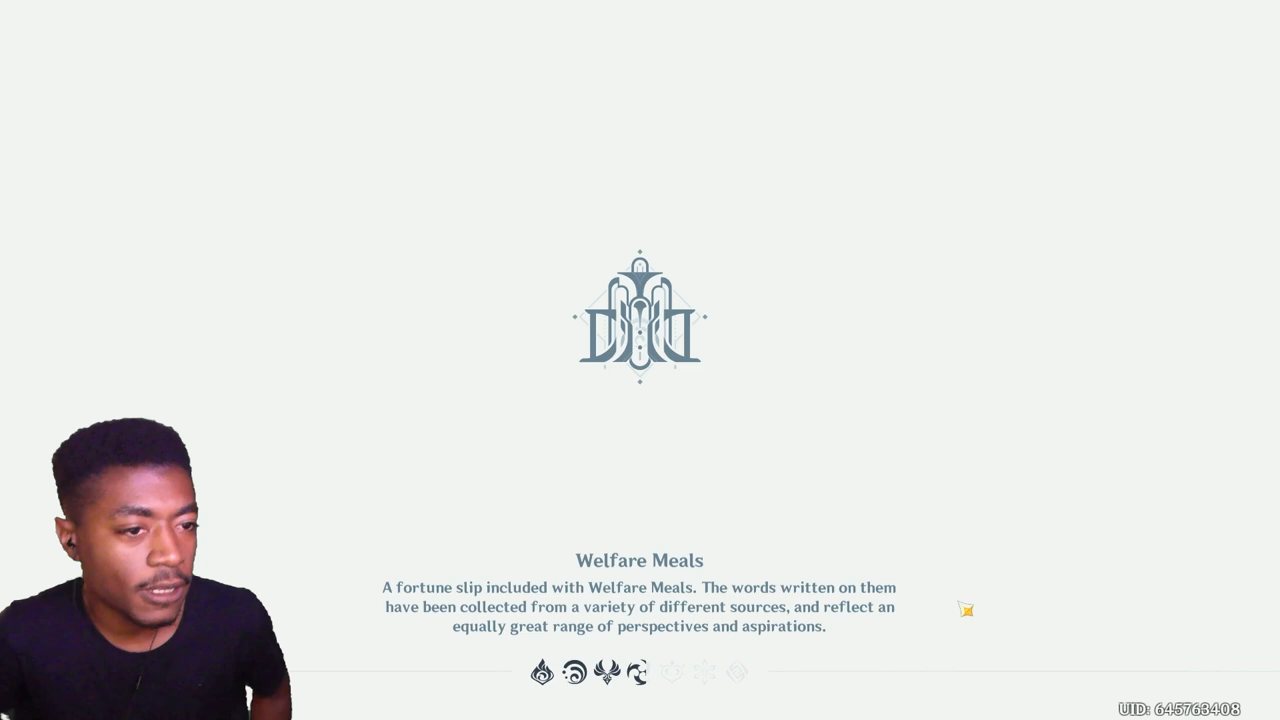 Welfare Meals
A fortune slip included with Welfare Meals. The words written on them
have been collected from a variety of different sources, and reflect an
equally great range of perspectives and aspirations.
UID: 645763408